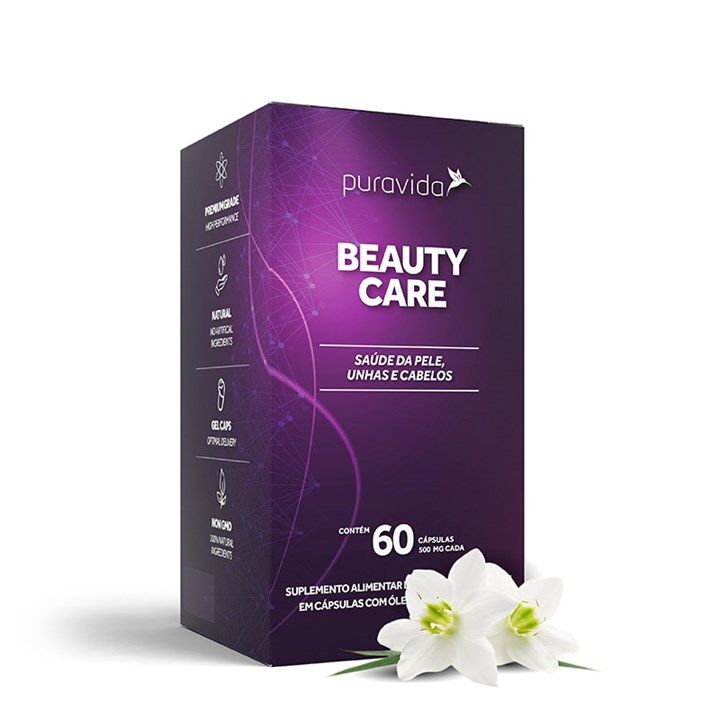 puravida
BEAUTY
CARE
SAÚDE DA PELE,
UNHAS E CABELOS
CONTÉM 60 CÁPSULAS
500 MG CADA
SUPLEMENTO ALIMENTAR
EM CÁPSULAS COM
PREMIUM GRADE
HIGH PERFORMANCE
NATURAL
NO ARTIFICIAL
INGREDIENTS
GEL CAPS
OPTIMAL DELIVERY
NON GMO
100% NATURAL
INGREDIENTS